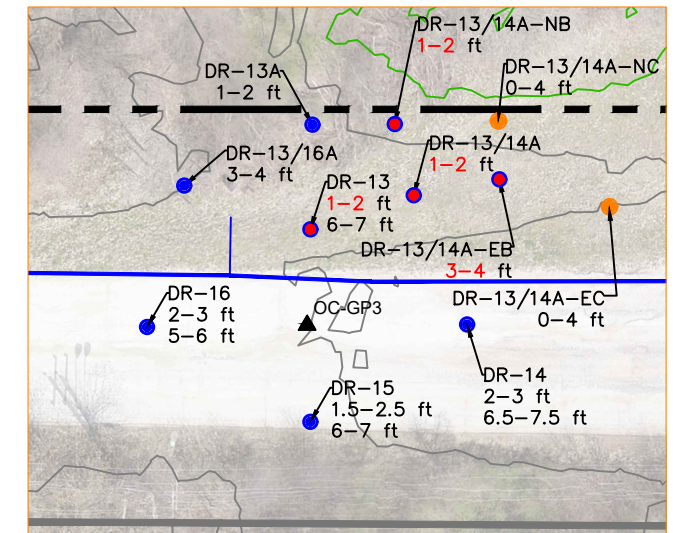 DR-13/14A-NB
1-2 ft
DR-13A
1-2 ft
DR-13/14A-NC
0-4 ft
DR-13/16A
3-4 ft
DR-13/14A
1-2 ft
DR-13
1-2 ft
6-7 ft
DR-13/14A-EB
3-4 ft
DR-13/14A-EC
0-4 ft
DR-16
2-3 ft
5-6 ft
OC-GP3
DR-14
2-3 ft
6.5-7.5 ft
DR-15
1.5-2.5 ft
6-7 ft